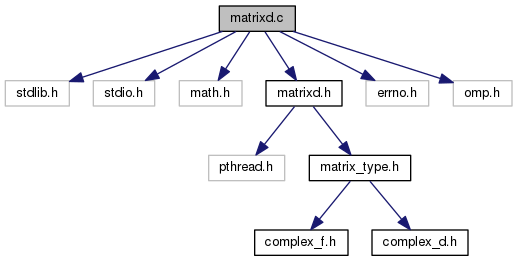 matrixd.c
stdlib.h
stdio.h
math.h
matrixd.h
errno.h
omp.h
pthread.h
matrix_type.h
complex_f.h
complex_d.h